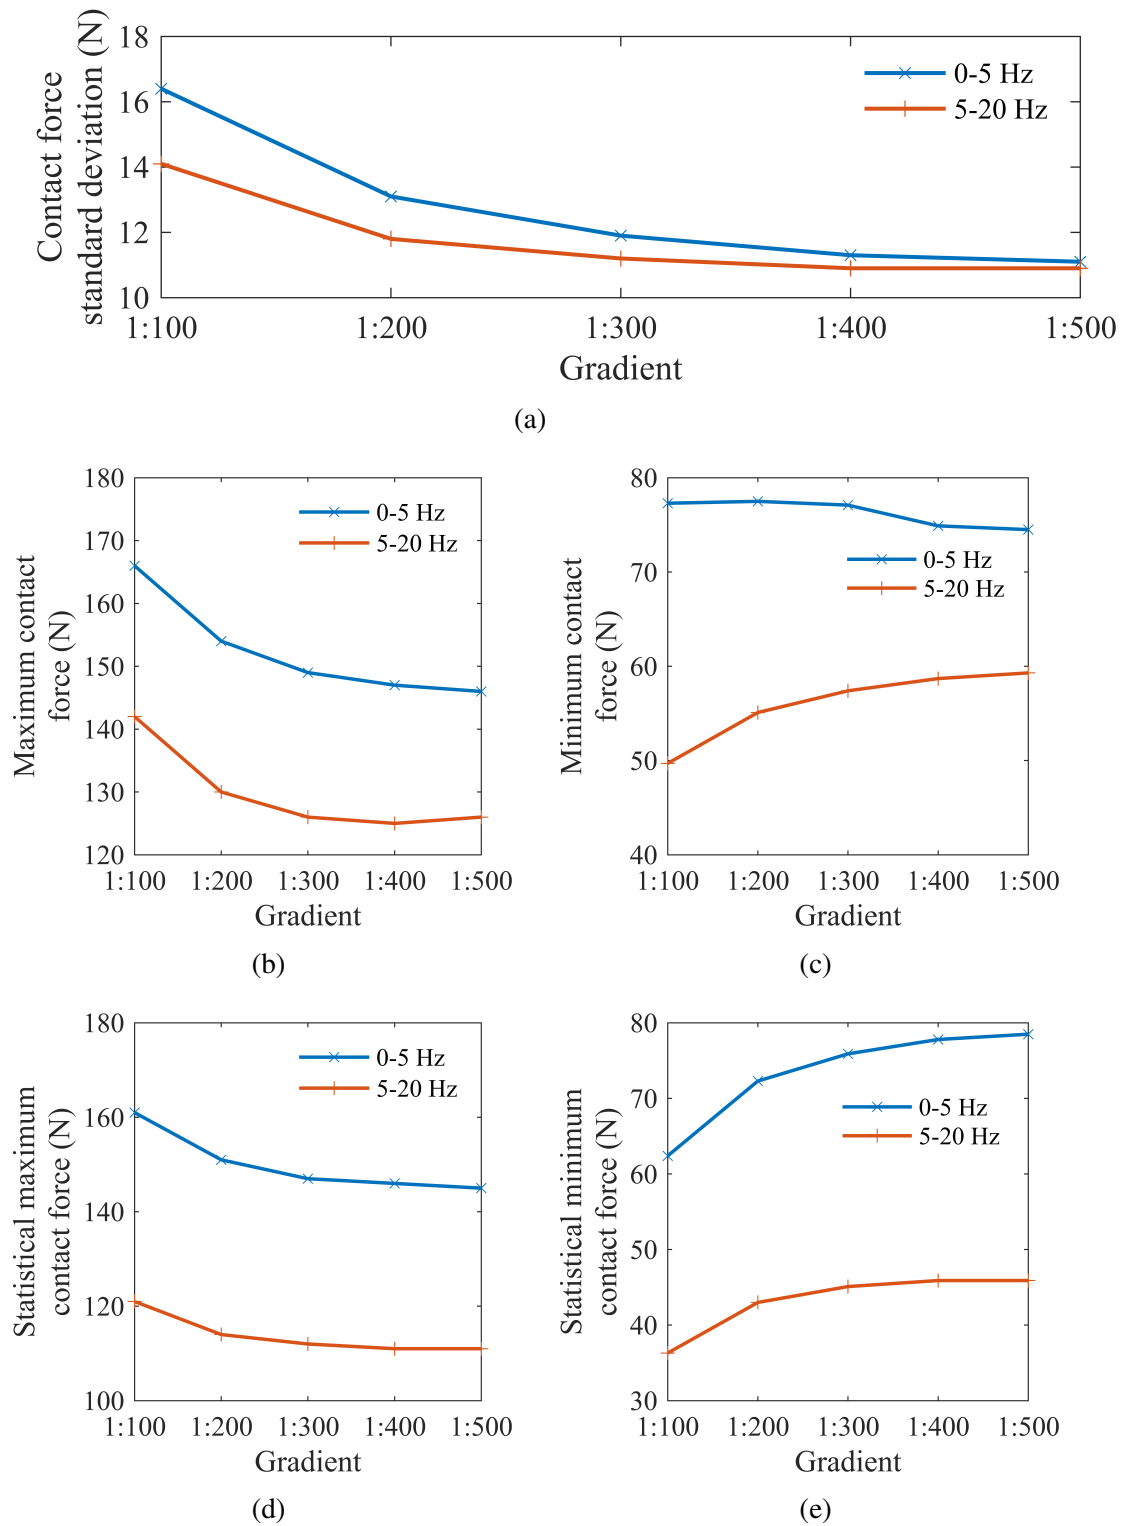 18
16
14
12
10
Contact force
standard deviation (N)
0-5 Hz
5-20 Hz
1:100 1:200 1:300 1:400 1:500
Gradient
(a)
180
170
160
150
140
130
120
Maximum contact
force (N)
0-5 Hz
5-20 Hz
1:100 1:200 1:300 1:400 1:500
Gradient
(b)
80
70
60
50
40
Minimum contact
force (N)
0-5 Hz
5-20 Hz
1:100 1:200 1:300 1:400 1:500
Gradient
(c)
180
160
140
120
100
Statistical maximum
contact force (N)
0-5 Hz
5-20 Hz
1:100 1:200 1:300 1:400 1:500
Gradient
(d)
80
70
60
50
40
30
Statistical minimum
contact force (N)
0-5 Hz
5-20 Hz
1:100 1:200 1:300 1:400 1:500
Gradient
(e)